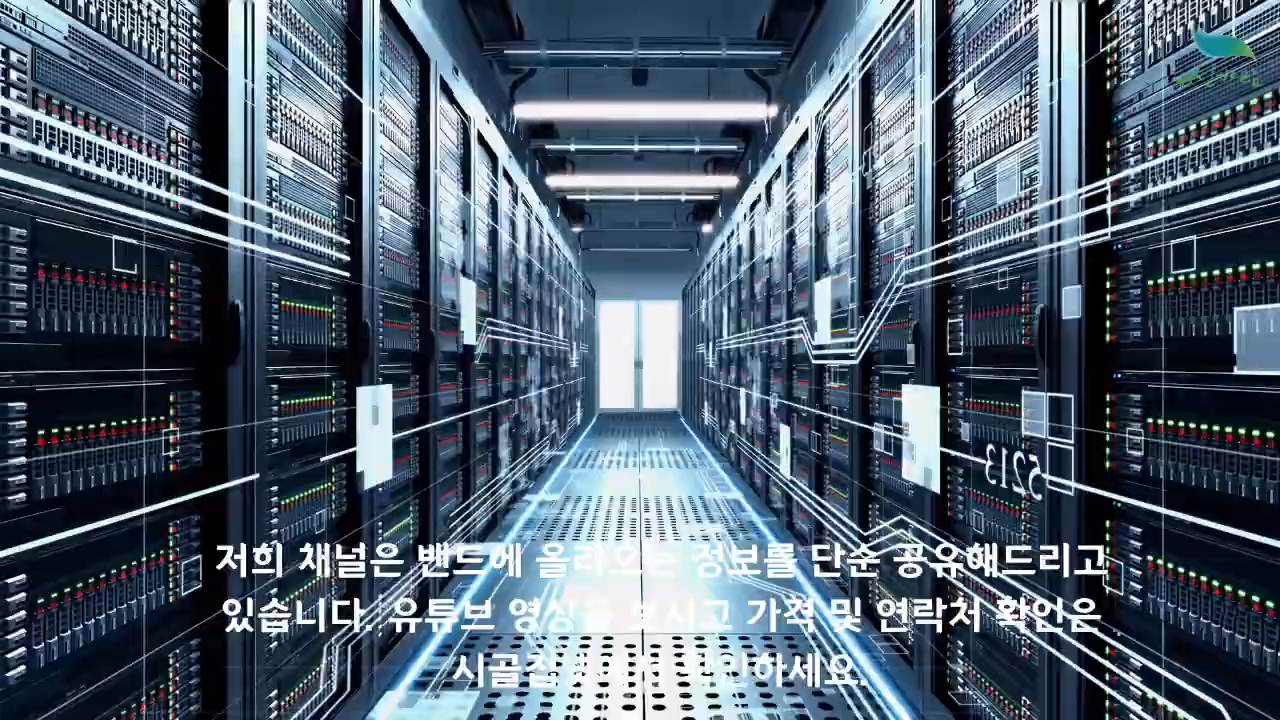 저희 채널은 밴드에 올라오는 정보를 단순 공유해드리고
있습니다. 유튜브 영상을 보시고 가격 및 연락처 확인은
시골집 확인하세요.
5213